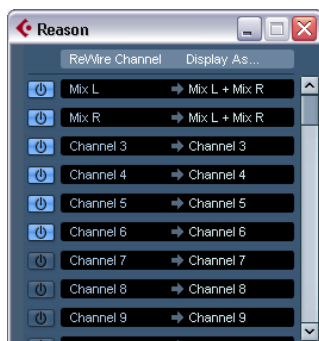 Reason
ReWire Channel Display As...
Mix L Mix L + Mix R
Mix R Mix L + Mix R
Channel 3 Channel 3
Channel 4 Channel 4
Channel 5 Channel 5
Channel 6 Channel 6
Channel 7 Channel 7
Channel 8 Channel 8
Channel 9 Channel 9